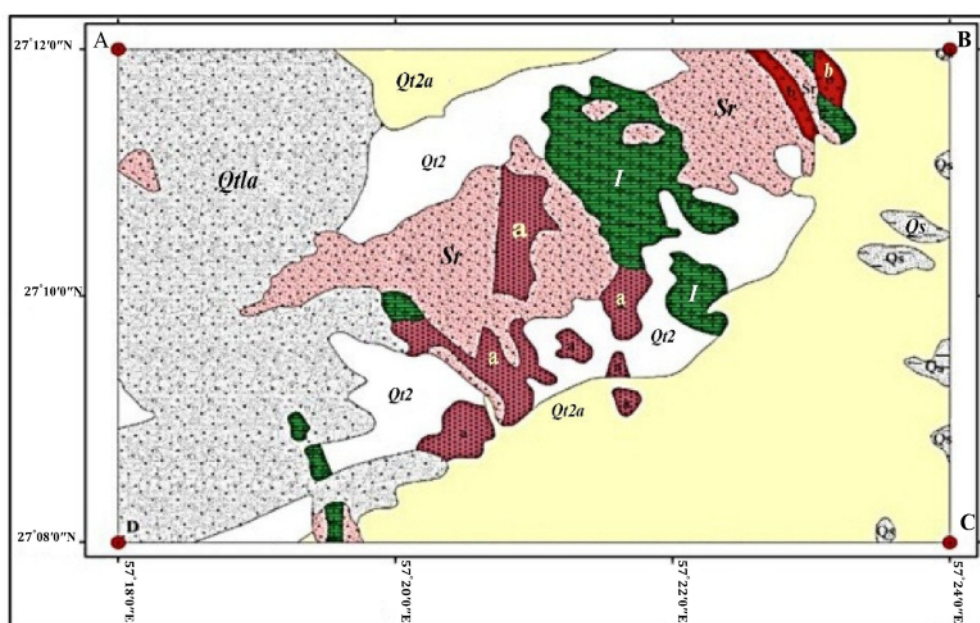 A
B
27°12'0"N
Qt2a
b
b
Sr
Sr
Qt2
Qtla
I
Qs
a
Qs
Sr
Qs
27°10'0"N
a
I
a
Qt2
Qs
Qt2
Qt2a
a
Qs
D
C
Qs
27°08'0"N
57°18'0"E
57°20'0"E
57°22'0"E
57°24'0"E